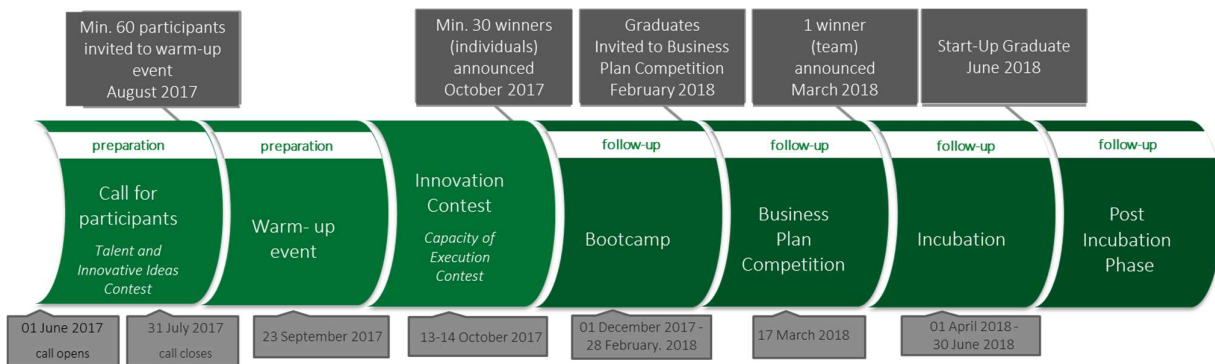 Min. 60 participants
invited to warm-up
event
August 2017
Min. 30 winners
(individuals)
announced
October 2017
Graduates
Invited to Business
Plan Competition
February 2018
1 winner
(team)
announced
March 2018
Start-Up Graduate
June 2018
preparation
Call for
participants
Talent and
Innovative Ideas
Contest
preparation
Warm- up
event
Innovation
Contest
Capacity of
Execution
Contest
follow-up
Bootcamp
follow-up
Business
Plan
Competition
follow-up
Incubation
follow-up
Post
Incubation
Phase
01 June 2017
call opens
31 July 2017
call closes
23 September 2017
13-14 October 2017
01 December 2017 -
28 February. 2018
17 March 2018
01 April 2018 -
30 June 2018